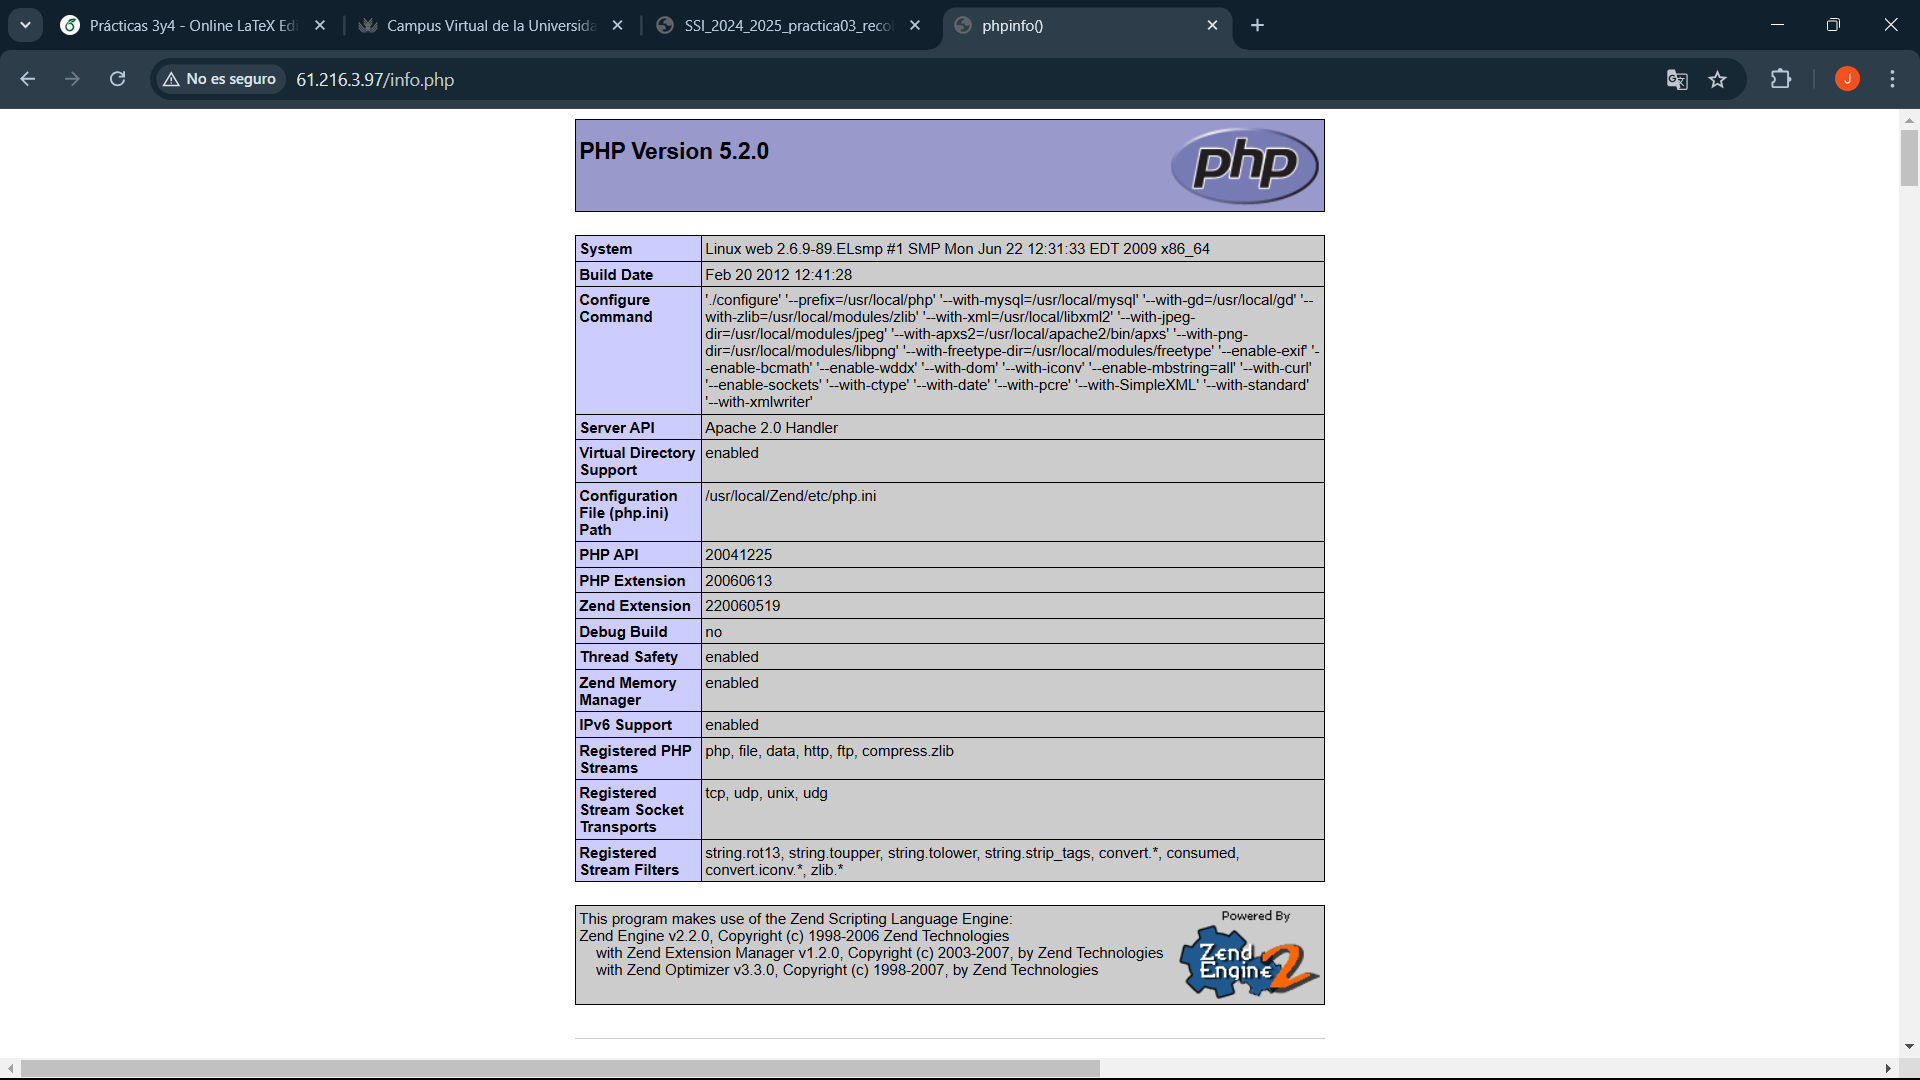 Prácticas 3y4 - Online LaTeX Edi
Campus Virtual de la Universida
SSI_2024_2025_practica03_reco
phpinfo()
No es seguro
61.216.3.97/info.php
J
PHP Version 5.2.0
php
System Linux web 2.6.9-89.ELsmp #1 SMP Mon Jun 22 12:31:33 EDT 2009 x86_64
Build Date Feb 20 2012 12:41:28
Configure Command
'./configure' '--prefix=/usr/local/php' '--with-mysql=/usr/local/mysql' '--with-gd=/usr/local/gd' '--
with-zlib=/usr/local/modules/zlib' '--with-xml=/usr/local/libxml2' '--with-jpeg-
dir=/usr/local/modules/jpeg' '--with-apxs2=/usr/local/apache2/bin/apxs' '--with-png-
dir=/usr/local/modules/libpng' '--with-freetype-dir=/usr/local/modules/freetype' '--enable-exif' '-
-enable-bcmath' '--enable-wddx' '--with-dom' '--with-iconv' '--enable-mbstring=all' '--with-curl'
'--enable-sockets' '--with-ctype' '--with-date' '--with-pcre' '--with-SimpleXML' '--with-standard'
'--with-xmlwriter'
Server API Apache 2.0 Handler
Virtual Directory
Support
enabled
Configuration
File (php.ini)
Path
/usr/local/Zend/etc/php.ini
PHP API 20041225
PHP Extension 20060613
Zend Extension 220060519
Debug Build no
Thread Safety enabled
Zend Memory
Manager
enabled
IPv6 Support enabled
Registered PHP
Streams
php, file, data, http, ftp, compress.zlib
Registered
Stream Socket
Transports
tcp, udp, unix, udg
Registered
Stream Filters
string.rot13, string.toupper, string.tolower, string.strip_tags, convert.*, consumed,
convert.iconv.*, zlib.*
This program makes use of the Zend Scripting Language Engine:
Zend Engine v2.2.0, Copyright (c) 1998-2006 Zend Technologies
with Zend Extension Manager v1.2.0, Copyright (c) 2003-2007, by Zend Technologies
with Zend Optimizer v3.3.0, Copyright (c) 1998-2007, by Zend Technologies
Powered By
Zend
Engine 2